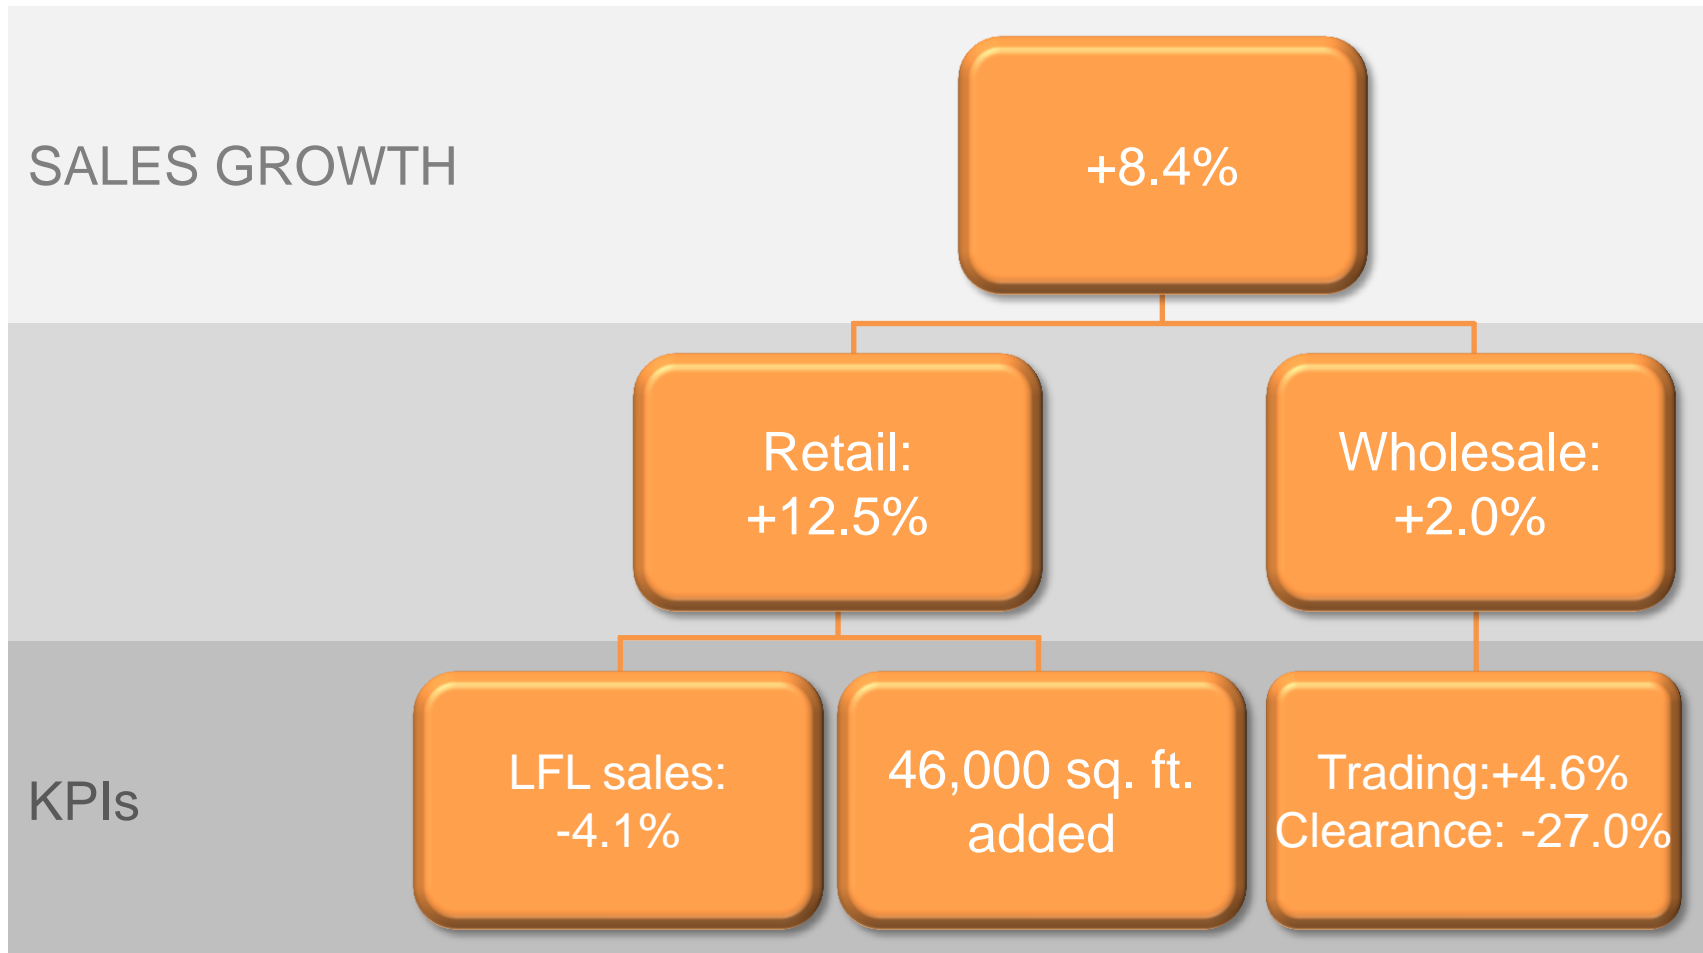 SALES GROWTH
+8.4%
Retail:
+12.5%
Wholesale:
+2.0%
KPIs
LFL sales:
-4.1%
46,000 sq. ft.
added
Trading:+4.6%
Clearance: -27.0%